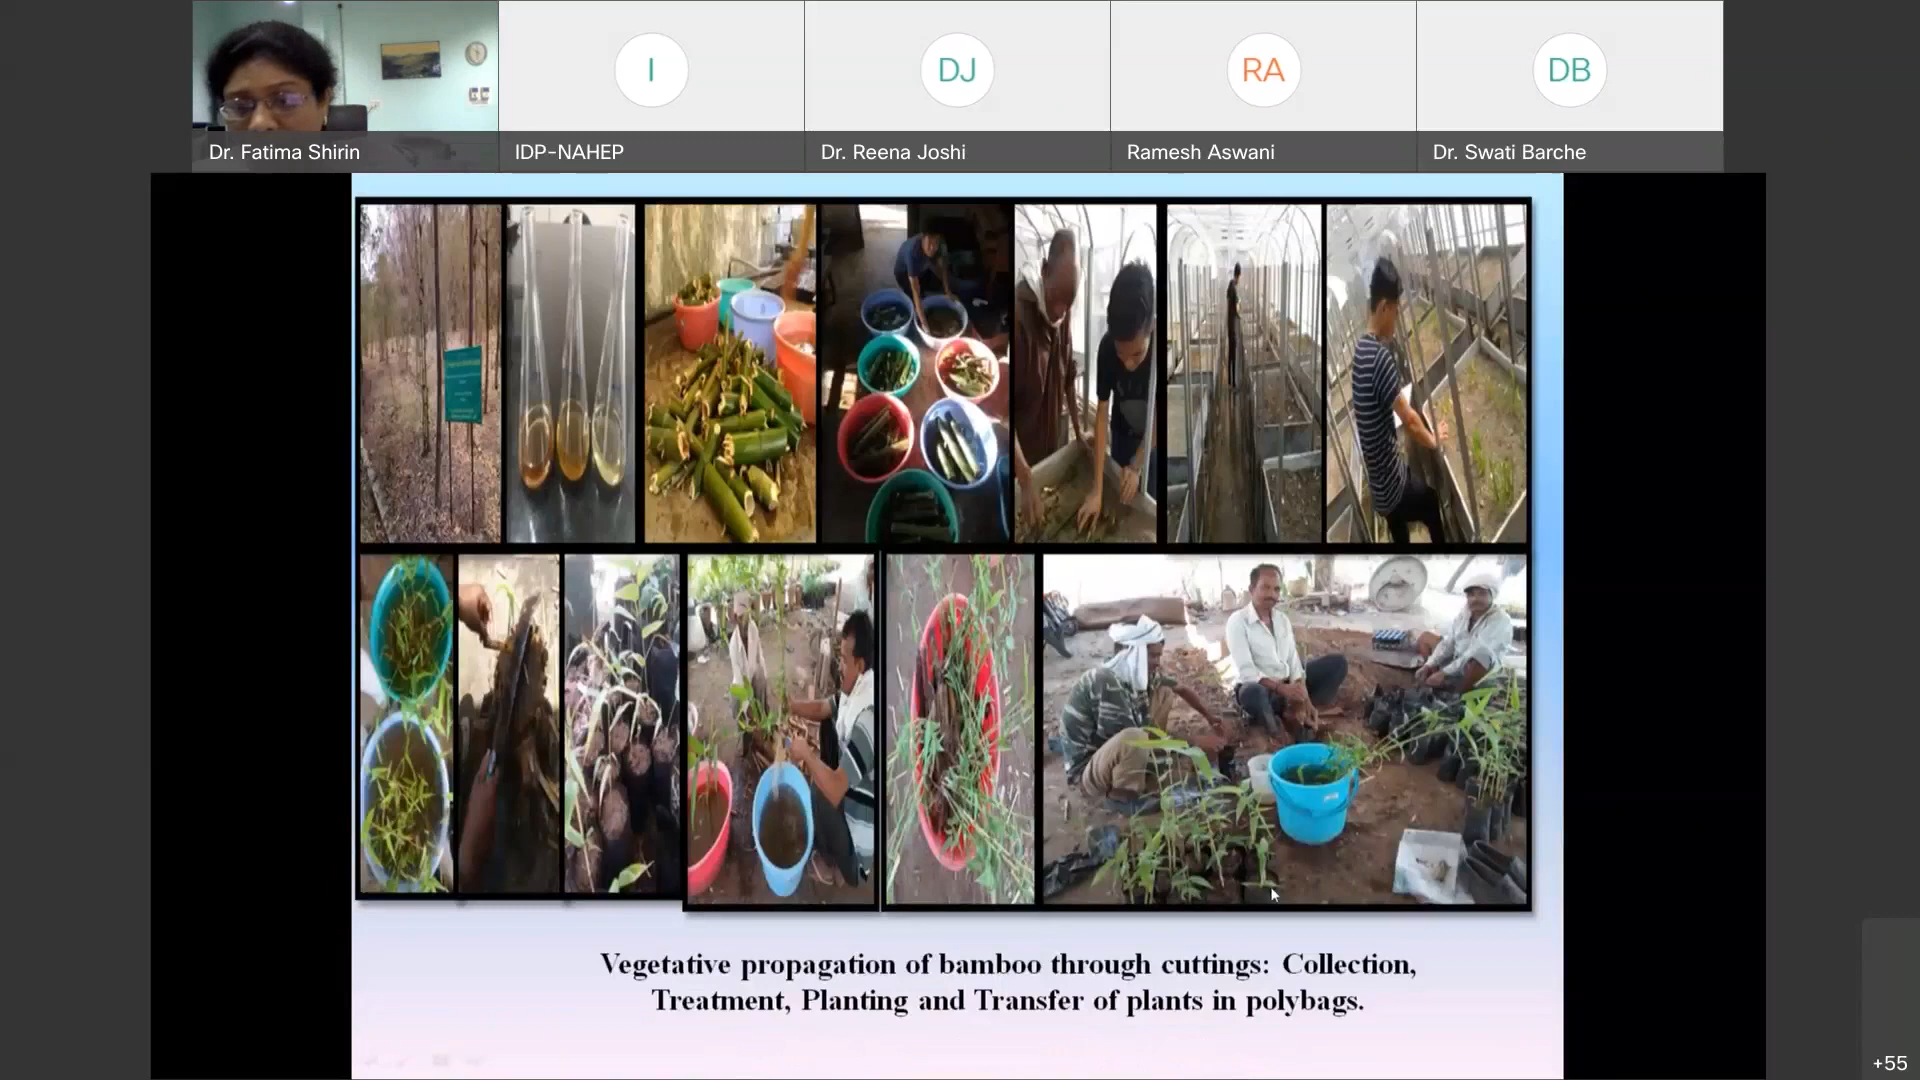 I
DJ
RA
DB
Dr. Fatima Shirin
IDP-NAHEP
Dr. Reena Joshi
Ramesh Aswani
Dr. Swati Barche
Vegetative propagation of bamboo through cuttings: Collection,
Treatment, Planting and Transfer of plants in polybags.
+55